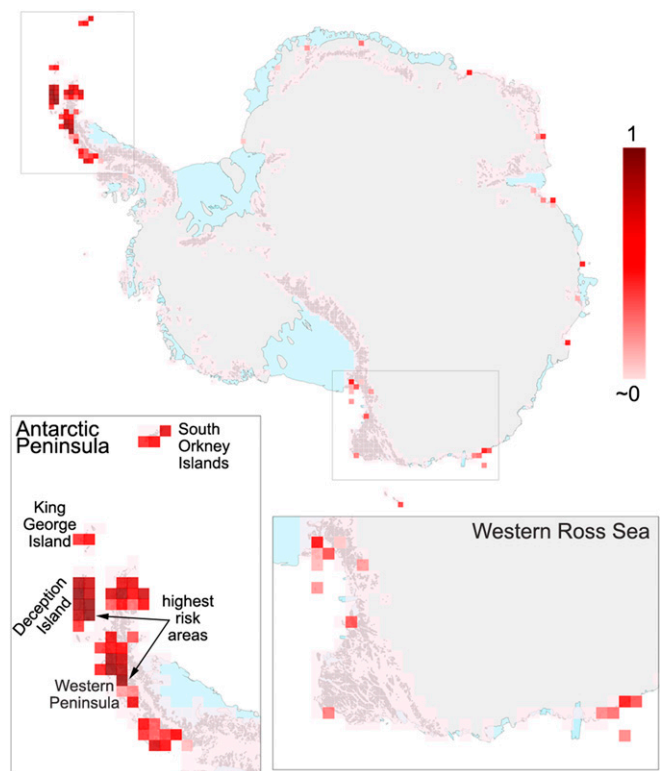 1
~0
Antarctic
Peninsula
South
Orkney
Islands
King
George
Island
Deception
Island
highest
risk
areas
Western
Peninsula
Western Ross Sea